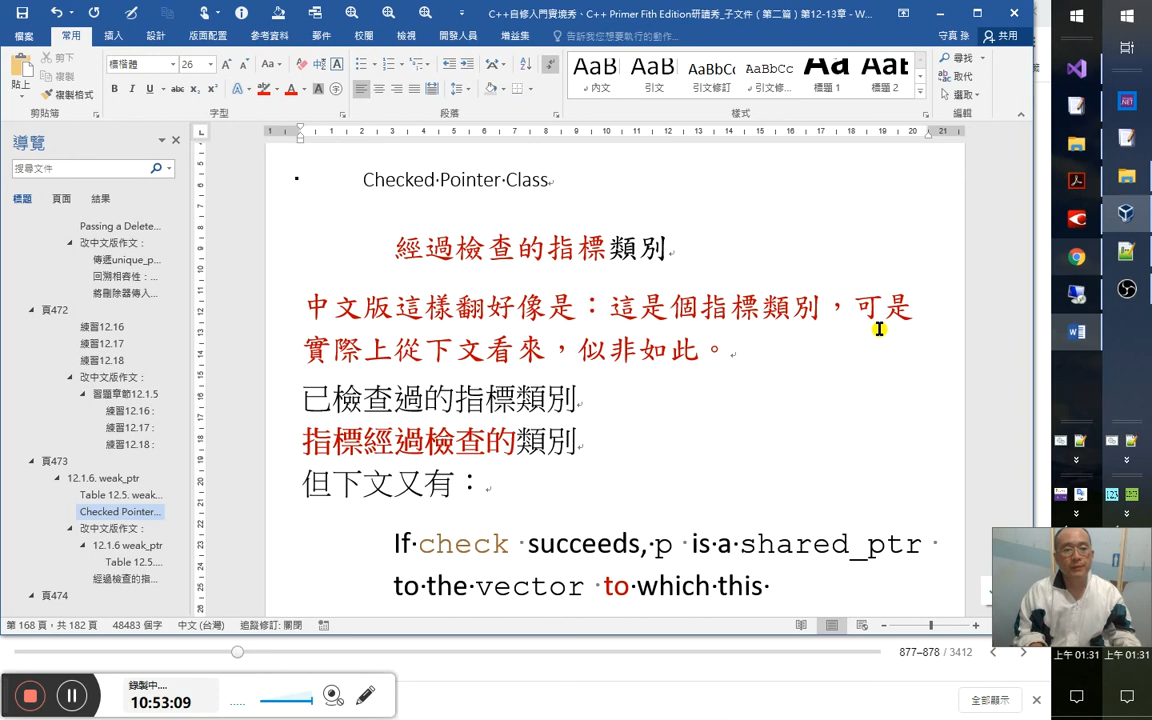 C++自修入門實境秀、C++ Primer Fith Edition研讀秀_子文件（第二篇）第12-13章 - W...
檔案 常用 插入 設計 版面配置 參考資料 郵件 校閱 檢視 開發人員 增益集 告訴我您想要執行的動作... 守真 孫 共用
貼上 剪下 複製 複製格式
楷檣體 26
AaB AaB AaBbC AaBbCc AaB AaB
內文 引文 引文修訂 引文修... 標題 1 標題 2
尋找 取代 選取
剪貼簿 字型 段落 樣式 編輯
導覽
搜尋文件
標題 頁面 結果
Passing a Delete...
改中文版作文：
傳遞unique_p...
回溯相容性：...
將刪除器傳入...
頁472
練習12.16
練習12.17
練習12.18
改中文版作文：
習題章節12.1.5
練習12.16：
練習12.17：
練習12.18：
頁473
12.1.6. weak_ptr
Table 12.5. weak...
Checked Pointer...
改中文版作文：
12.1.6 weak_ptr
Table 12.5....
經過檢查的指...
頁474
Checked·Pointer·Class
經過檢查的指標類別
中文版這樣翻好像是：這是個指標類別，可是
實際上從下文看來，似非如此。
已檢查過的指標類別
指標經過檢查的類別
但下文又有：
If·check ·succeeds,·p ·is·a·shared_ptr ·
to·the·vector ·to·which·this·
第 168 頁，共 182 頁 48483 個字 中文 (台灣) 追蹤修訂: 關閉
877–878 / 3412
錄製中....
10:53:09
全部顯示
上午 01:31 上午 01:31